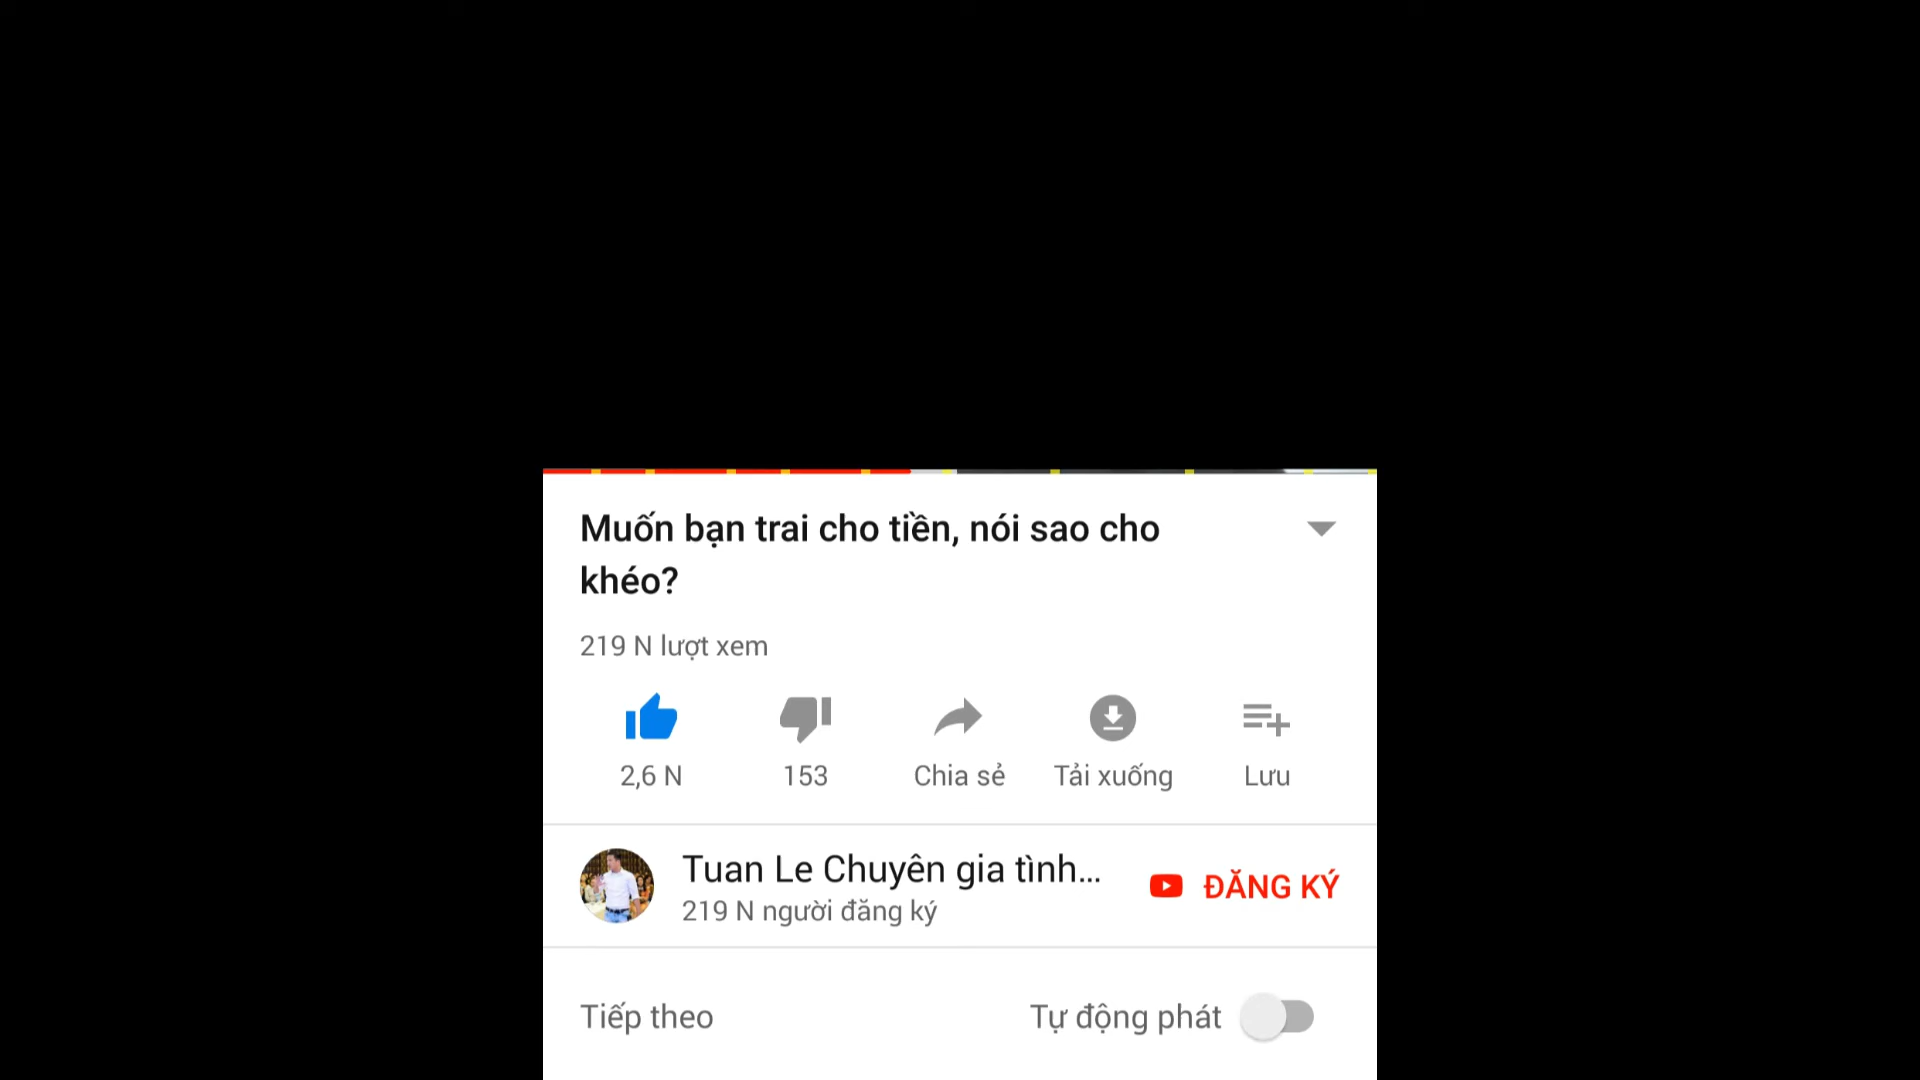 Muốn bạn trai cho tiền, nói sao cho
khéo?
219 N lượt xem
2,6 N
153
Chia sẻ
Tải xuống
Lưu
Tuan Le Chuyên gia tình...
ĐĂNG KÝ
219 N người đăng ký
Tiếp theo
Tự động phát